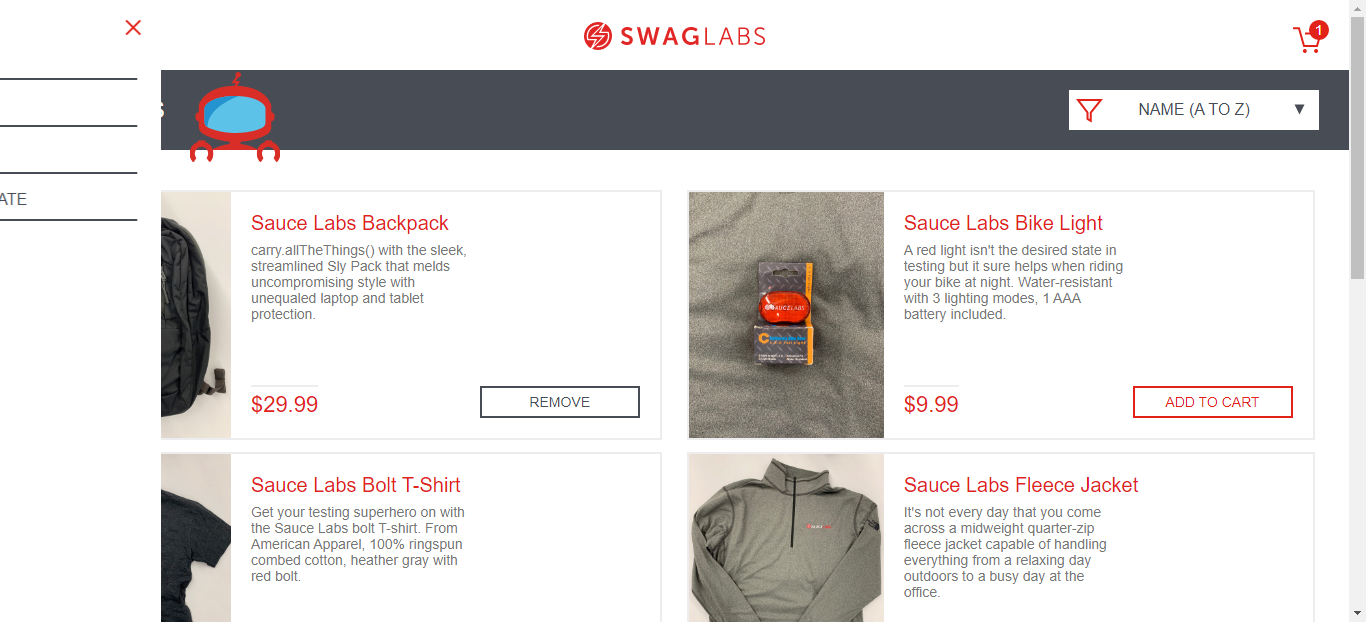 SWAGLABS
1
NAME (A TO Z)
ATE
Sauce Labs Backpack
carry.allTheThings() with the sleek,
streamlined Sly Pack that melds
uncompromising style with
unequaled laptop and tablet
protection.
$29.99
REMOVE
Sauce Labs Bike Light
A red light isn't the desired state in
testing but it sure helps when riding
your bike at night. Water-resistant
with 3 lighting modes, 1 AAA
battery included.
$9.99
ADD TO CART
SAUCELABS
Sauce Labs Bolt T-Shirt
Get your testing superhero on with
the Sauce Labs bolt T-shirt. From
American Apparel, 100% ringspun
combed cotton, heather gray with
red bolt.
Sauce Labs Fleece Jacket
It's not every day that you come
across a midweight quarter-zip
fleece jacket capable of handling
everything from a relaxing day
outdoors to a busy day at the
office.